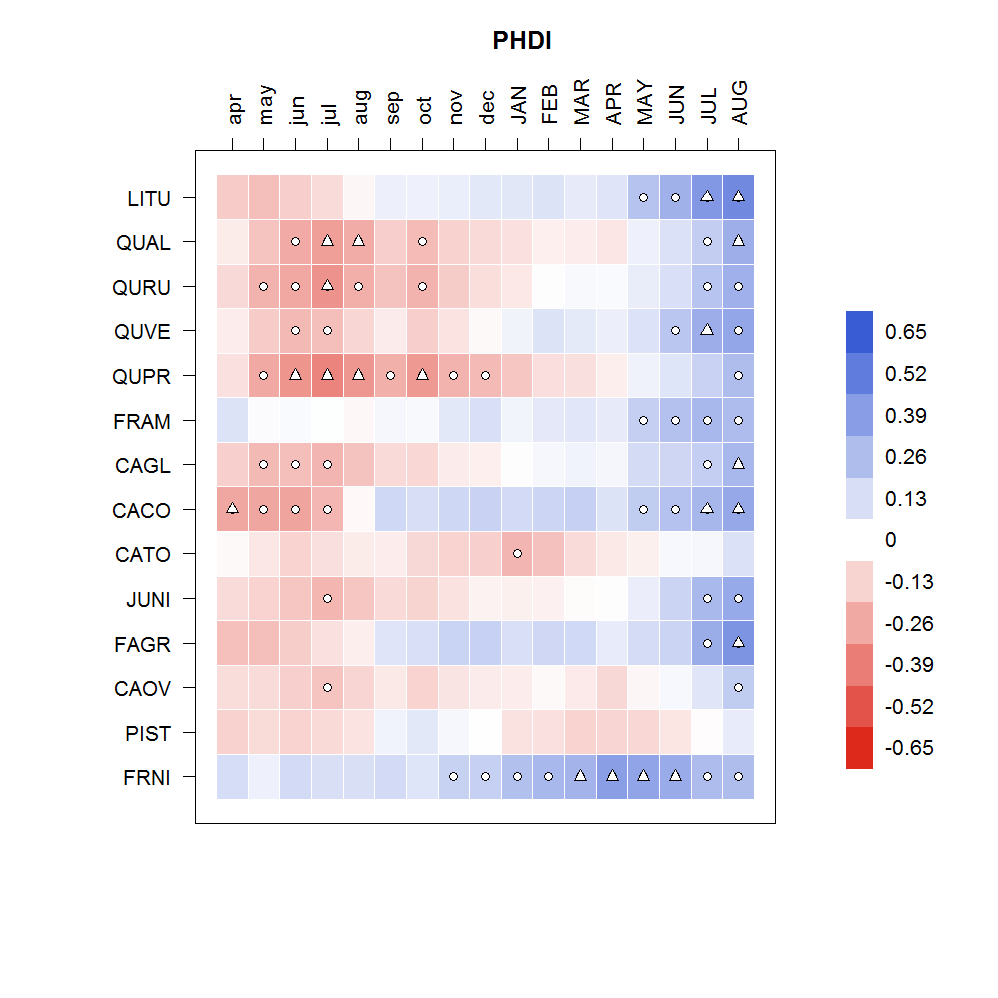 PHDI
apr may jun jul aug sep oct nov dec JAN FEB MAR APR MAY JUN JUL AUG
LITU
QUAL
QURU
QUVE
QUPR
FRAM
CAGL
CACO
CATO
JUNI
FAGR
CAOV
PIST
FRNI
0.65
0.52
0.39
0.26
0.13
0
-0.13
-0.26
-0.39
-0.52
-0.65